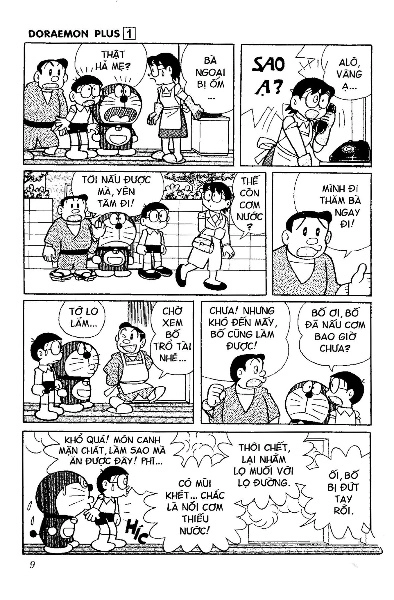 DORAEMON PLUS 1
ALÔ,
VÂNG
Ạ...
SAO
Ạ?
BÀ
NGOẠI
BỊ ỐM
...
THẬT
HẢ MẸ?
MÌNH ĐI
THĂM BÀ
NGAY
ĐI!
THẾ
CÒN
CƠM
NƯỚC
?
TỚI NẤU ĐƯỢC
MÀ, YÊN
TÂM ĐI!
BỐ ƠI, BỐ
ĐÃ NẤU CƠM
BAO GIỜ
CHƯA?
CHƯA! NHƯNG
KHÓ ĐẾN MẤY,
BỐ CŨNG LÀM
ĐƯỢC!
CHỜ
XEM
BỐ
TRỔ TÀI
NHÉ...
TỚ LO
LẮM...
ỐI, BỐ
BỊ ĐỨT
TAY
RỒI.
THÔI CHẾT,
LẠI NHẦM
LỌ MUỐI VỚI
LỌ ĐƯỜNG.
CÓ MÙI
KHÉT... CHẮC
LÀ NỒI CƠM
THIẾU
NƯỚC!
KHỔ QUÁ! MÓN CANH
MẶN CHÁT, LÀM SAO MÀ
ĂN ĐƯỢC ĐÂY! PHÌ...
HÍC
9